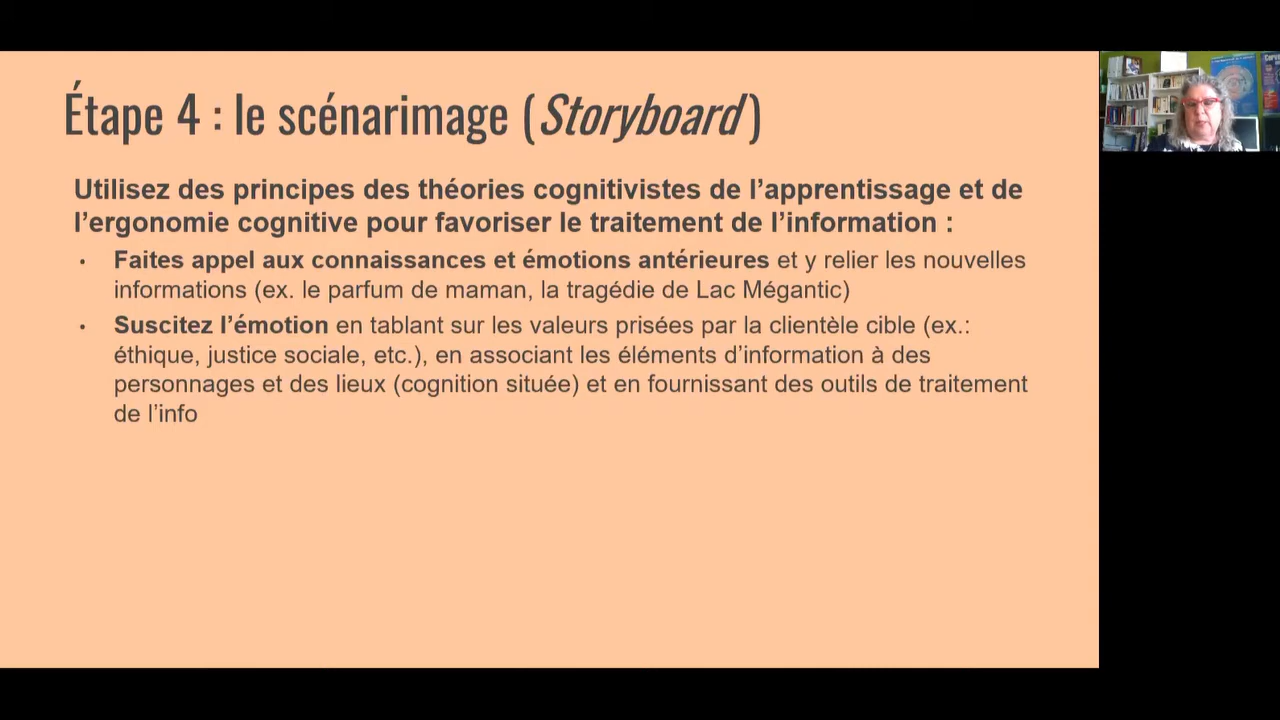 Étape 4 : le scénarimage (Storyboard)
Utilisez des principes des théories cognitivistes de l’apprentissage et de
l’ergonomie cognitive pour favoriser le traitement de l’information :
• Faites appel aux connaissances et émotions antérieures et y relier les nouvelles
informations (ex. le parfum de maman, la tragédie de Lac Mégantic)
• Suscitez l’émotion en tablant sur les valeurs prisées par la clientèle cible (ex.:
éthique, justice sociale, etc.), en associant les éléments d’information à des
personnages et des lieux (cognition située) et en fournissant des outils de traitement
de l’info